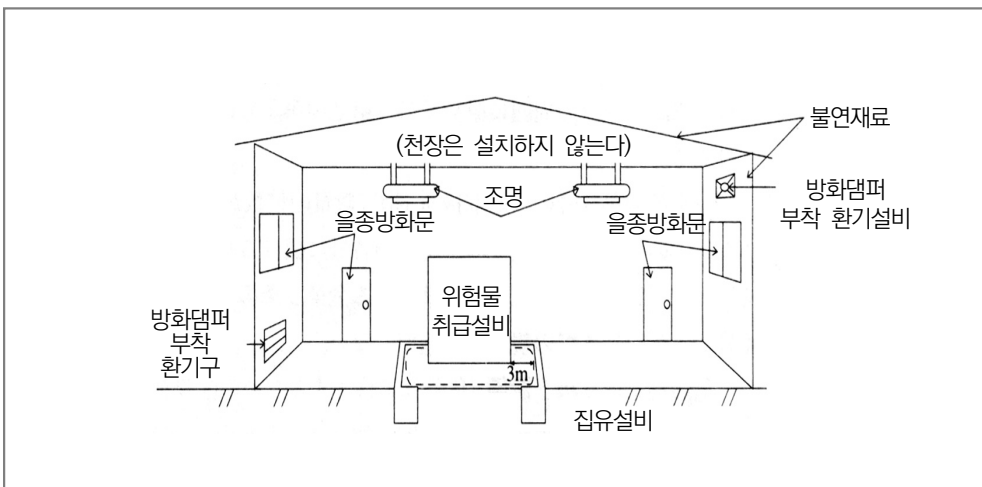 불연재료
(천장은 설치하지 않는다)
조명
방화댐퍼
부착 환기설비
을종방화문
을종방화문
위험물
취급설비
방화댐퍼
부착
환기구
3m
집유설비